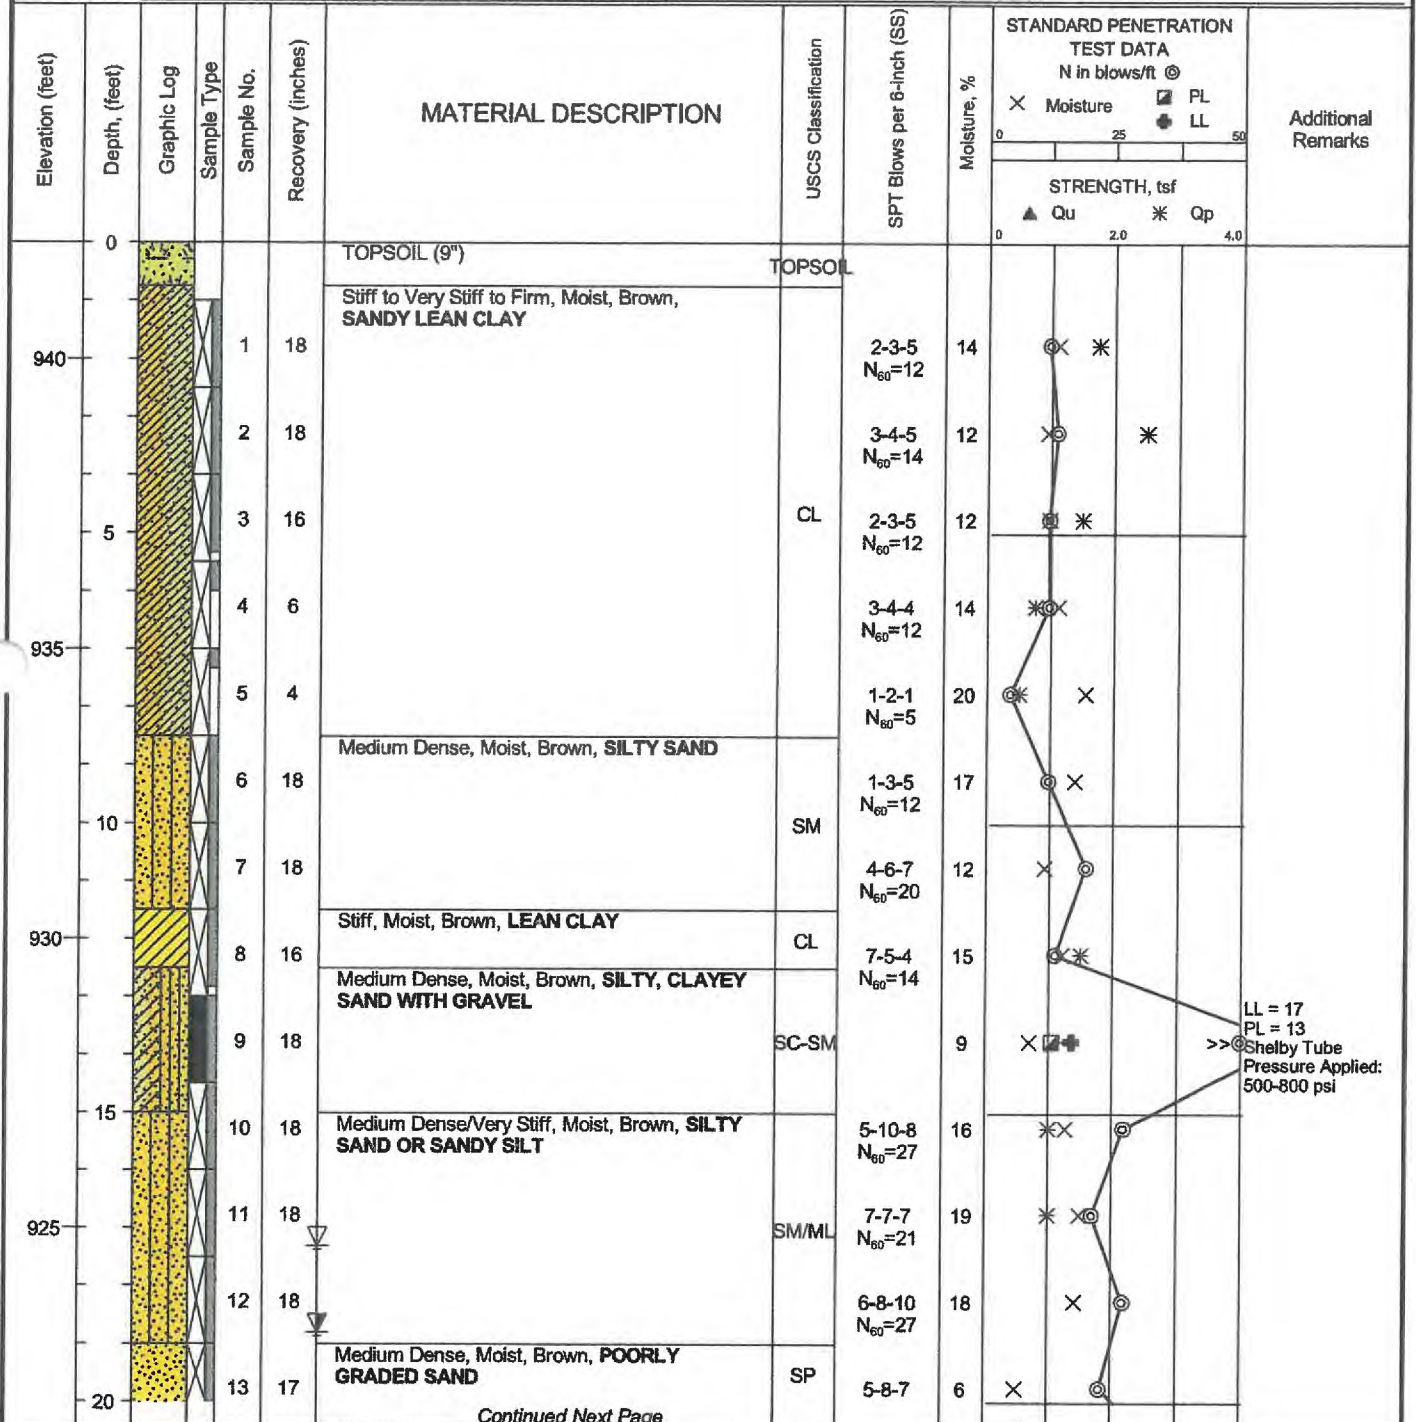 Elevation (feet)
Depth, (feet)
Graphic Log
Sample Type
Sample No.
Recovery (inches)
MATERIAL DESCRIPTION
USCS Classification
SPT Blows per 6-inch (SS)
Moisture, %
STANDARD PENETRATION
TEST DATA
N in blows/ft
Moisture
PL
LL
0 25 50
STRENGTH, tsf
Qu Qp
0 2.0 4.0
Additional
Remarks
0
TOPSOIL (9")
TOPSOIL
Stiff to Very Stiff to Firm, Moist, Brown,
SANDY LEAN CLAY
940
1 18 2-3-5 14
N60=12
2 18 3-4-5 12
N60=14
5
3 16 CL 2-3-5 12
N60=12
4 6 3-4-4 14
N60=12
935
5 4 1-2-1 20
N60=5
Medium Dense, Moist, Brown, SILTY SAND
6 18 1-3-5 17
N60=12
10
SM
7 18 4-6-7 12
N60=20
Stiff, Moist, Brown, LEAN CLAY
930
CL
8 16 7-5-4 15
N60=14
Medium Dense, Moist, Brown, SILTY, CLAYEY
SAND WITH GRAVEL
9 18 SC-SM 9
>>
LL = 17
PL = 13
Shelby Tube
Pressure Applied:
500-800 psi
15
Medium Dense/Very Stiff, Moist, Brown, SILTY
SAND OR SANDY SILT
10 18 5-10-8 16
N60=27
925
11 18 SM/ML 7-7-7 19
N60=21
12 18 6-8-10 18
N60=27
Medium Dense, Moist, Brown, POORLY
GRADED SAND
13 17 SP 5-8-7 6
20
Continued Next Page